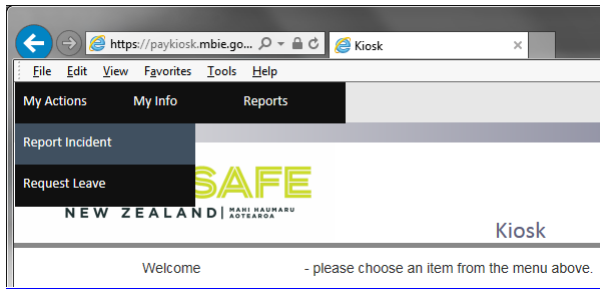 https://paykiosk.mbie.go... Kiosk
File Edit View Favorites Tools Help
My Actions My Info Reports
Report Incident
Request Leave
SAFE
NEW ZEALAND | MAHI HAUMARU AOTEAROA
Kiosk
Welcome - please choose an item from the menu above.